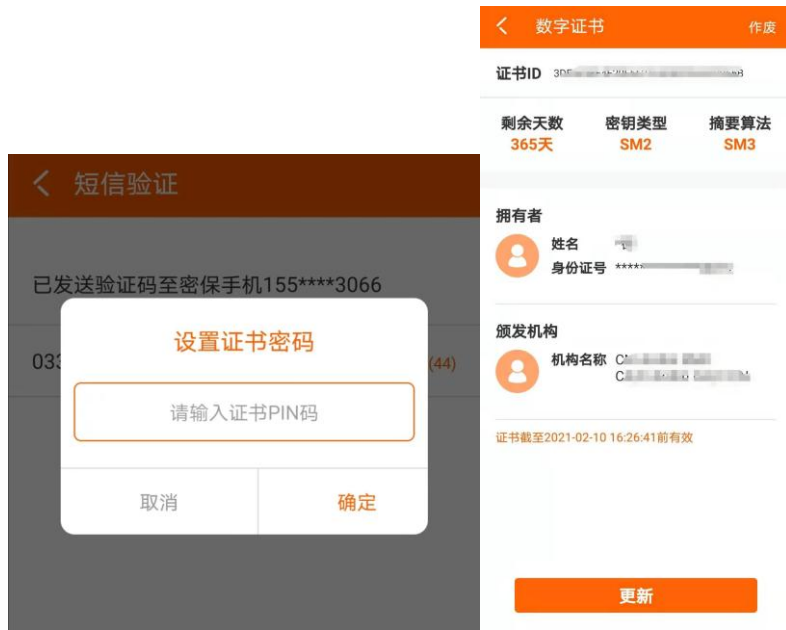 短信验证
已发送验证码至密保手机155****3066
033
(44)
设置证书密码
请输入证书PIN码
取消 确定
数字证书 作废
证书ID
剩余天数 密钥类型 摘要算法
365天 SM2 SM3
拥有者
姓名
身份证号 ****
颁发机构
机构名称
证书截至2021-02-10 16:26:41前有效
更新